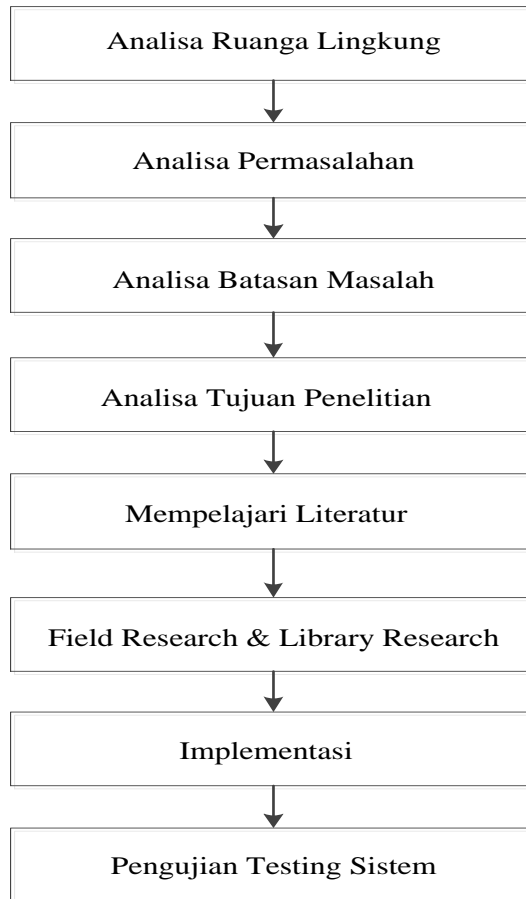 Analisa Ruanga Lingkung
Analisa Permasalahan
Analisa Batasan Masalah
Analisa Tujuan Penelitian
Mempelajari Literatur
Field Research & Library Research
Implementasi
Pengujian Testing Sistem